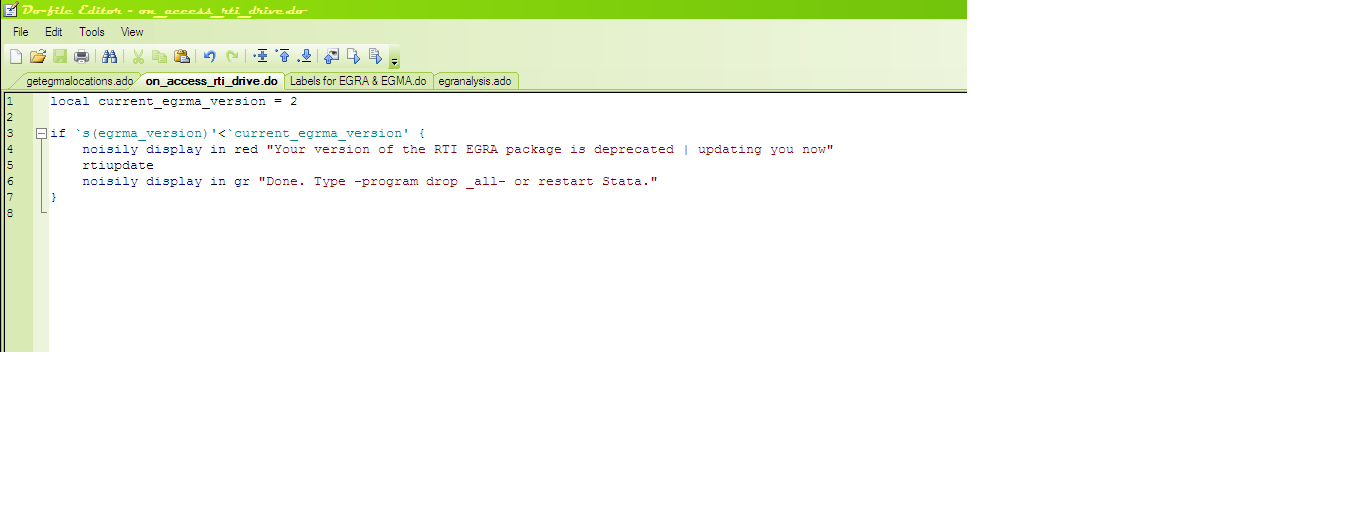 Do-file Editor - on_access_rti_drive.do
File Edit Tools View
getegmalocations.ado on_access_rti_drive.do Labels for EGRA & EGMA.do egranalysis.ado
1 local current_egrma_version = 2
2
3 if `s(egrma_version)'<`current_egrma_version' {
4 noisily display in red "Your version of the RTI EGRA package is deprecated | updating you now"
5 rtiupdate
6 noisily display in gr "Done. Type -program drop _all- or restart Stata."
7 }
8